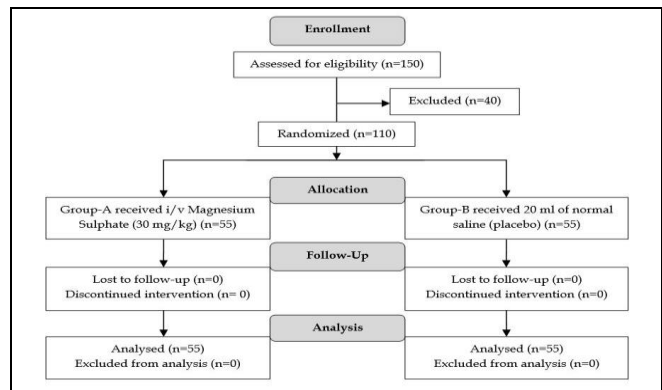 Enrollment
Assessed for eligibility (n=150)
Excluded (n=40)
Randomized (n=110)
Allocation
Group-A received i/v Magnesium
Sulphate (30 mg/kg) (n=55)
Group-B received 20 ml of normal
saline (placebo) (n=55)
Follow-Up
Lost to follow-up (n=0)
Discontinued intervention (n= 0)
Lost to follow-up (n=0)
Discontinued intervention (n=0)
Analysis
Analysed (n=55)
Excluded from analysis (n=0)
Analysed (n=55)
Excluded from analysis (n=0)